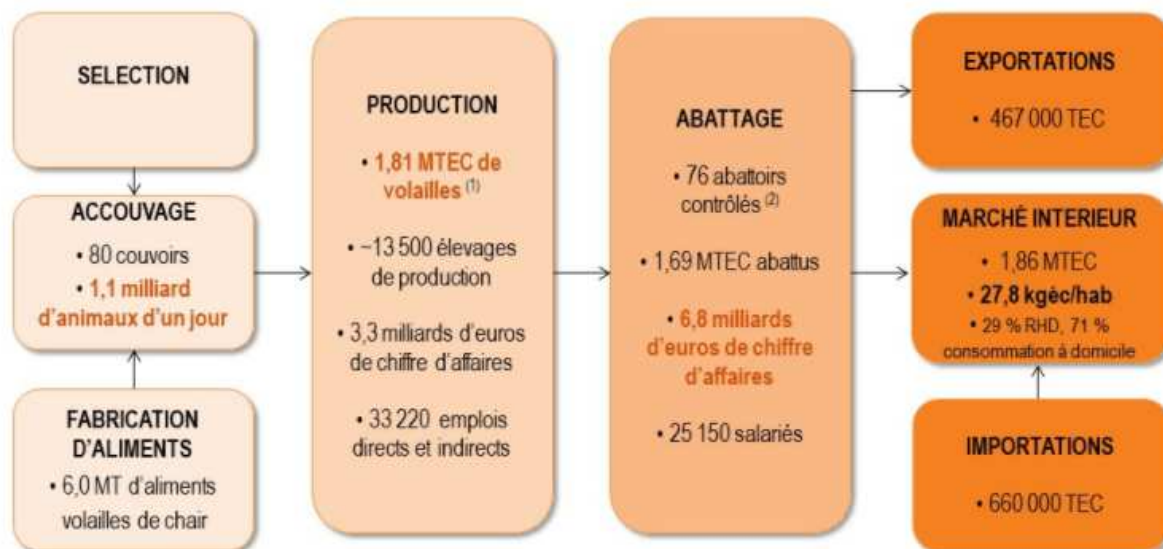 SELECTION
ACCOUVAGE
• 80 couvoirs
• 1,1 milliard
d'animaux d'un jour
FABRICATION
D'ALIMENTS
• 6,0 MT d'aliments
volailles de chair
PRODUCTION
• 1,81 MTEC de
volailles (1)
• ~13 500 élevages
de production
• 3,3 milliards d'euros
de chiffre d'affaires
• 33 220 emplois
directs et indirects
ABATTAGE
• 76 abattoirs
contrôlés (2)
• 1,69 MTEC abattus
• 6,8 milliards
d'euros de chiffre
d'affaires
• 25 150 salariés
EXPORTATIONS
• 467 000 TEC
MARCHÉ INTERIEUR
• 1,86 MTEC
• 27,8 kgéc/hab
• 29 % RHD, 71 %
consommation à domicile
IMPORTATIONS
• 660 000 TEC